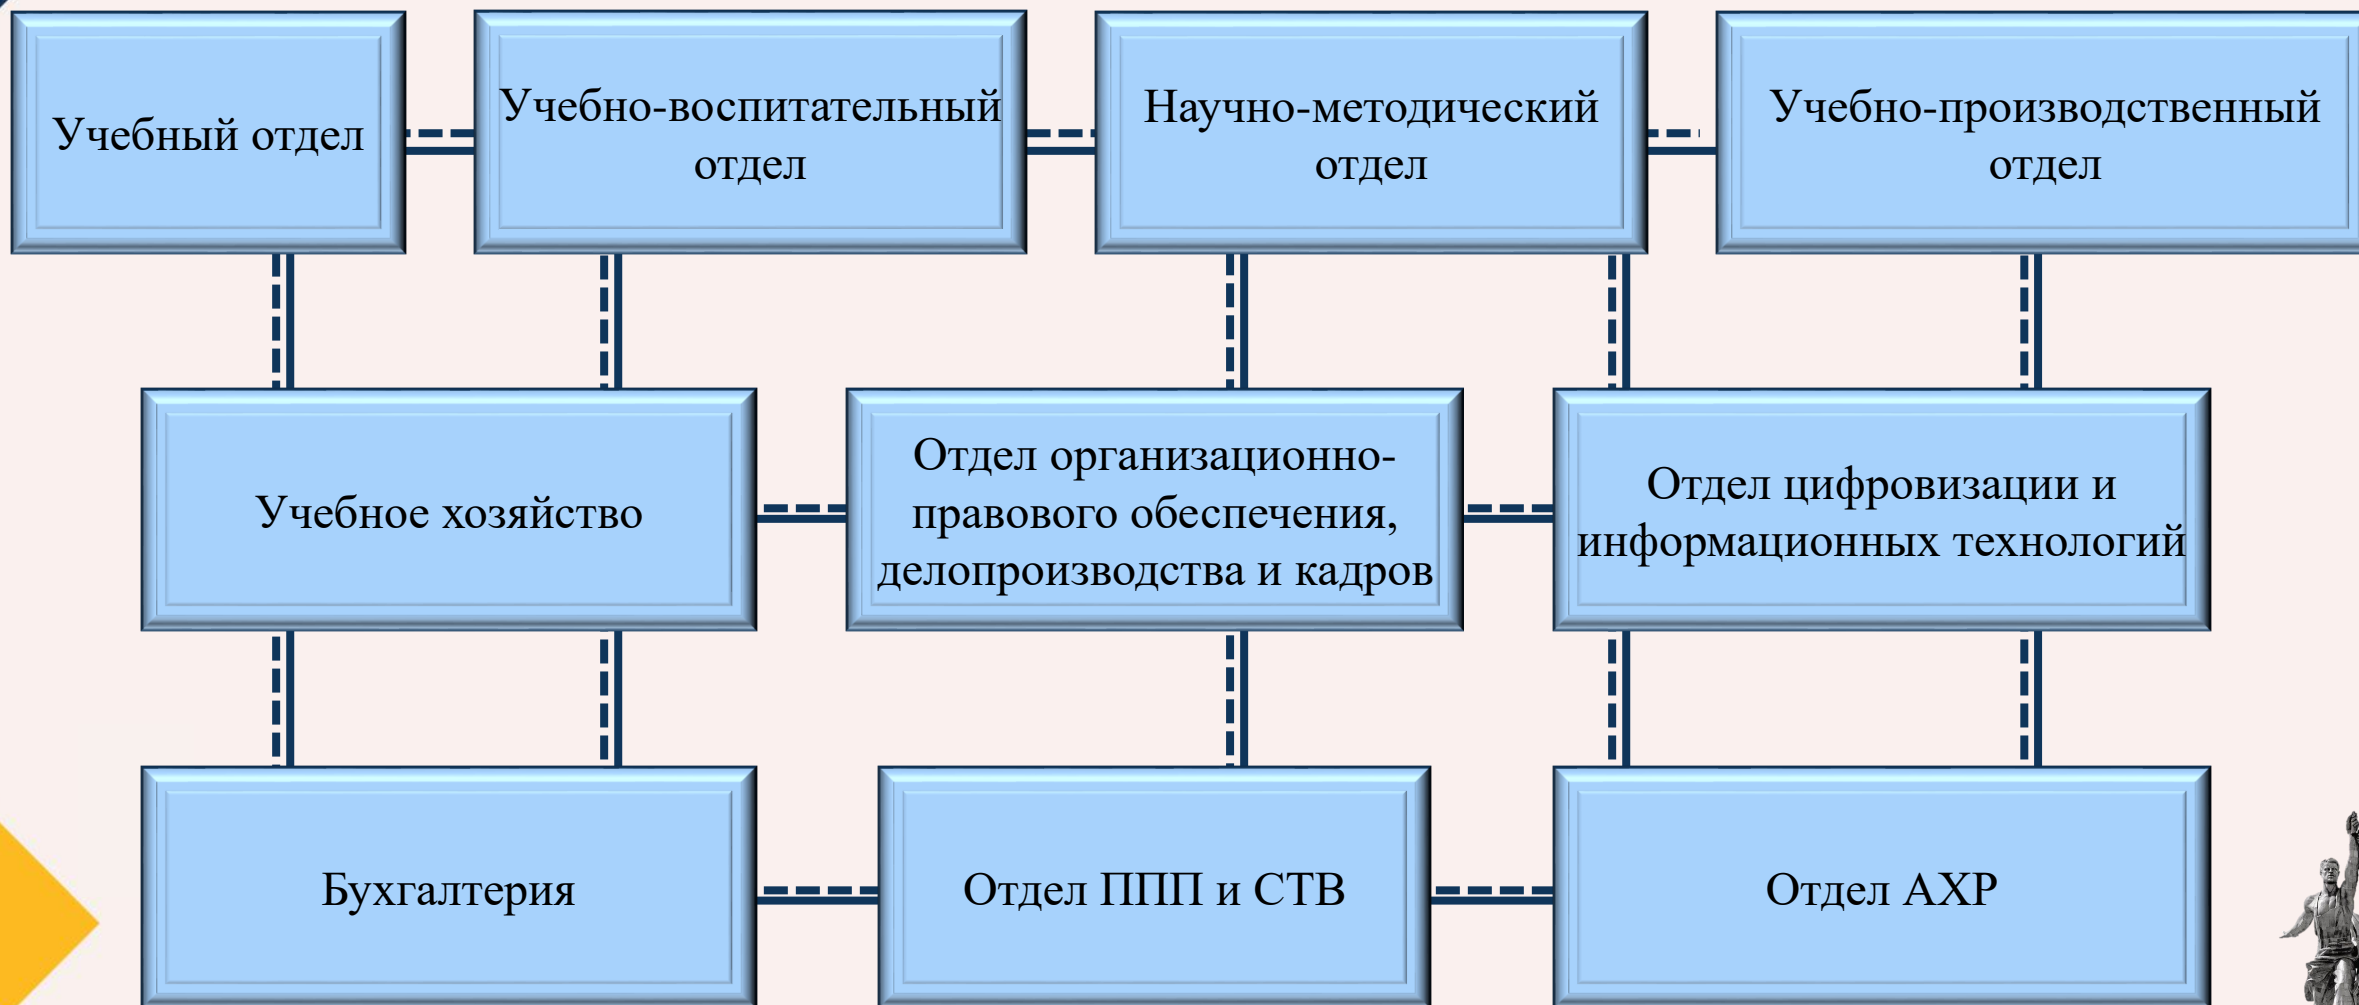 Учебный отдел
Учебно-воспитательный
отдел
Научно-методический
отдел
Учебно-производственный
отдел
Учебное хозяйство
Отдел организационно-
правового обеспечения,
делопроизводства и кадров
Отдел цифровизации и
информационных технологий
Бухгалтерия
Отдел ППП и СТВ
Отдел АХР